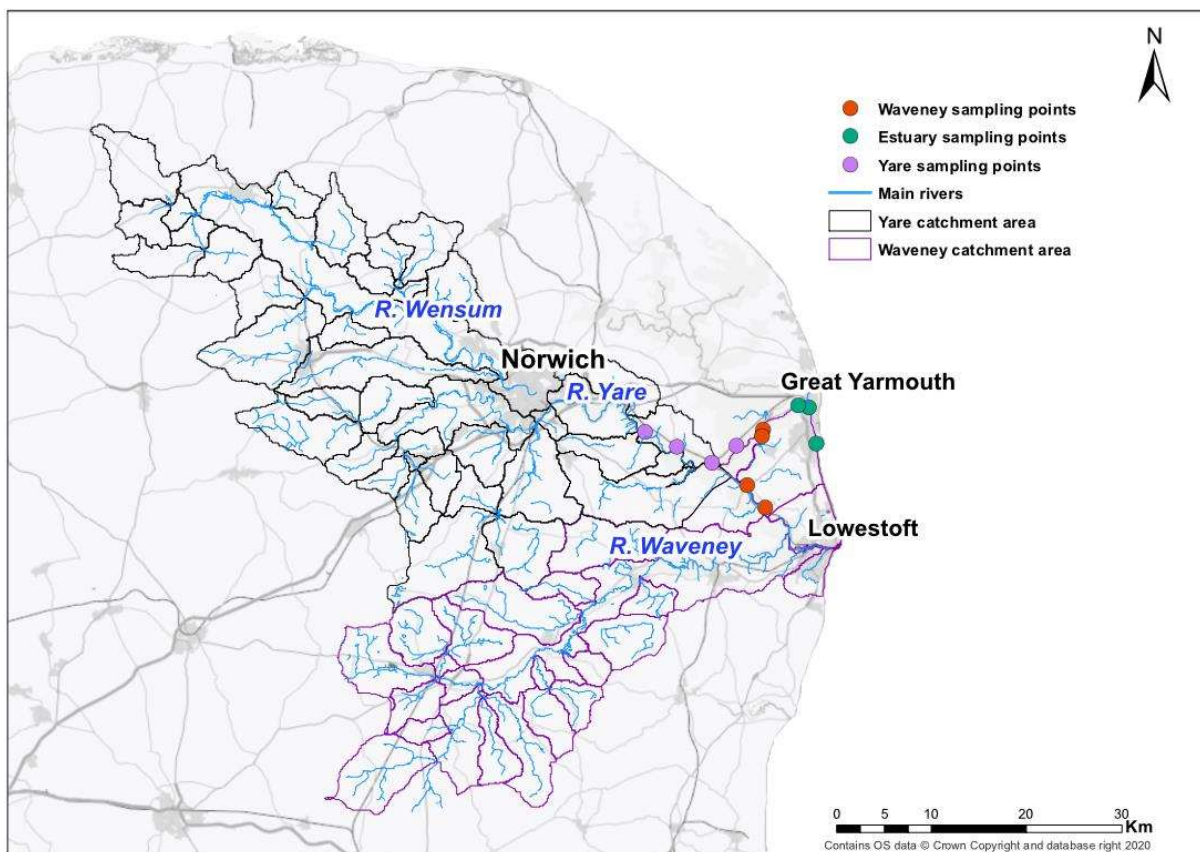 N
Waveney sampling points
Estuary sampling points
Yare sampling points
Main rivers
Yare catchment area
Waveney catchment area
R. Wensum
Norwich
R. Yare
Great Yarmouth
Lowestoft
R. Waveney
0 5 10 20 30
Km
Contains OS data © Crown Copyright and database right 2020